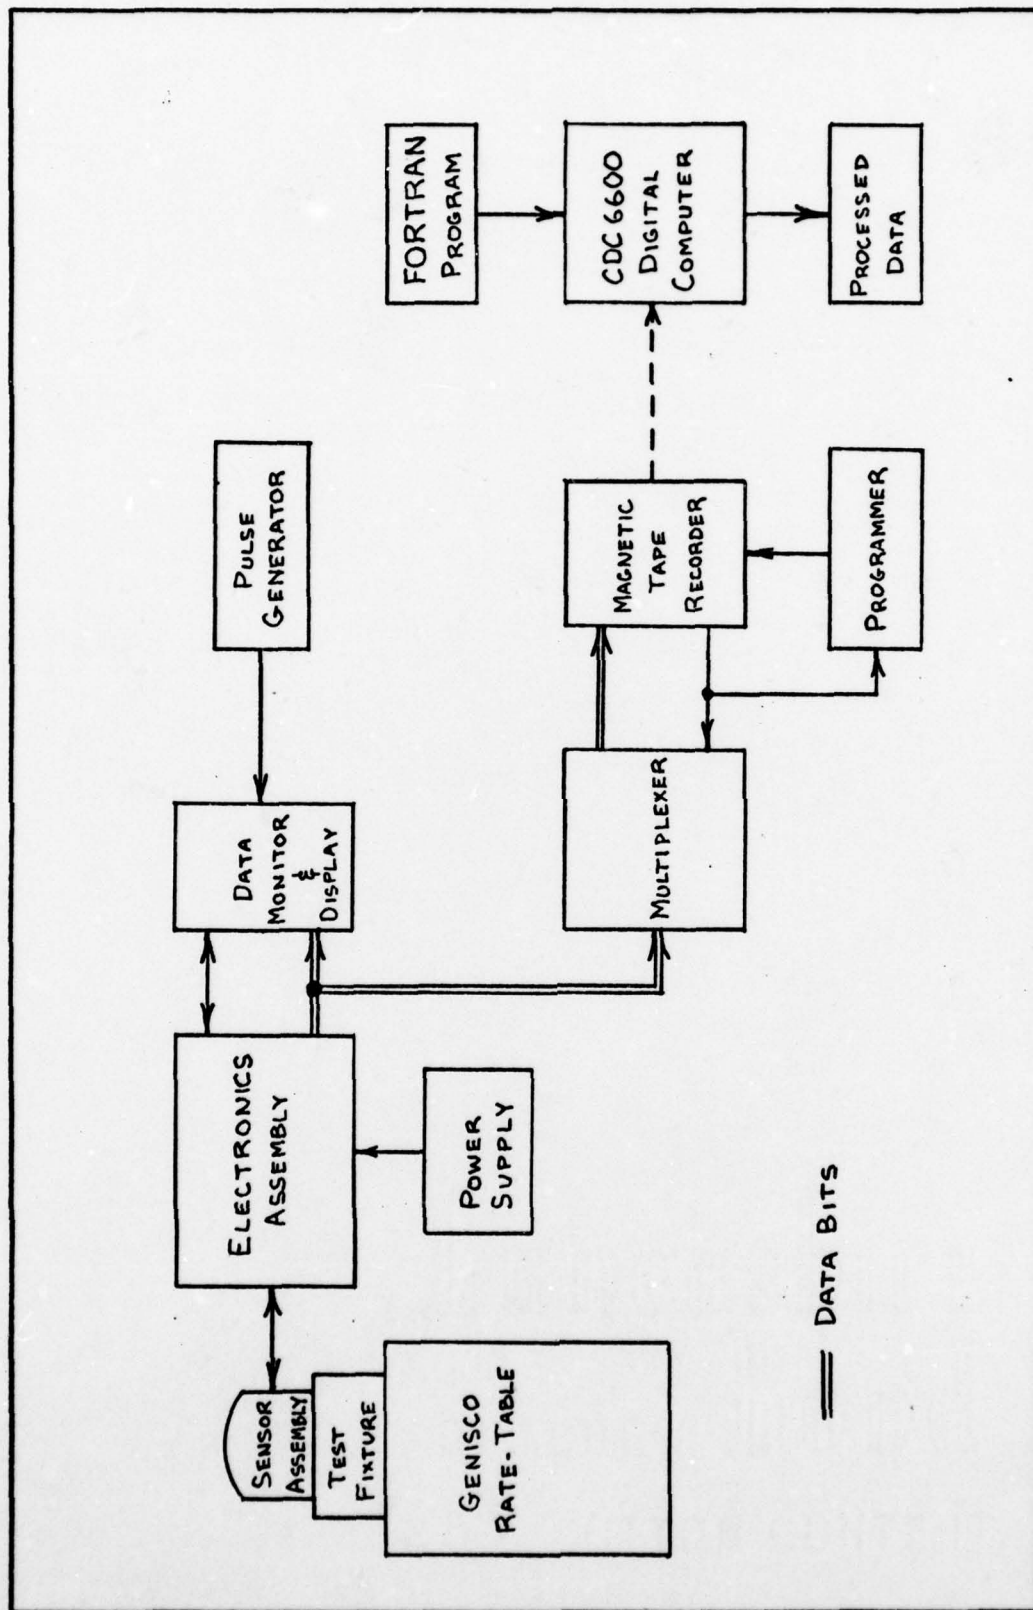 SENSOR
ASSEMBLY
TEST
FIXTURE
GENISCO
RATE-TABLE
ELECTRONICS
ASSEMBLY
POWER
SUPPLY
DATA
MONITOR
&
DISPLAY
PULSE
GENERATOR
MULTIPLEXER
MAGNETIC
TAPE
RECORDER
PROGRAMMER
FORTRAN
PROGRAM
CDC 6600
DIGITAL
COMPUTER
PROCESSED
DATA
DATA BITS